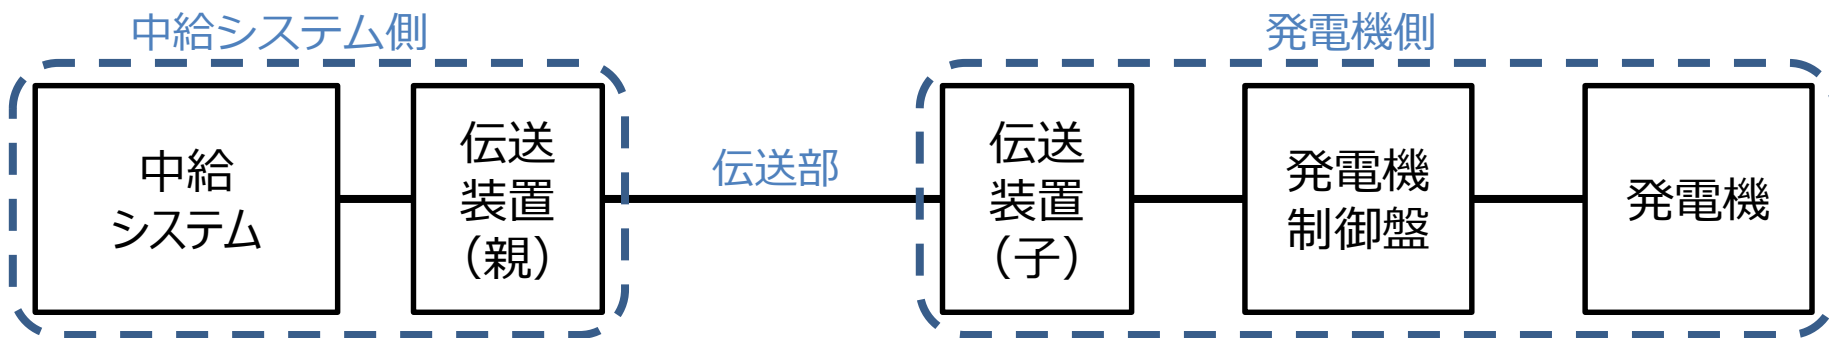 中給システム側
発電機側
中給
システム
伝送
装置
（親）
伝送部
伝送
装置
（子）
発電機
制御盤
発電機